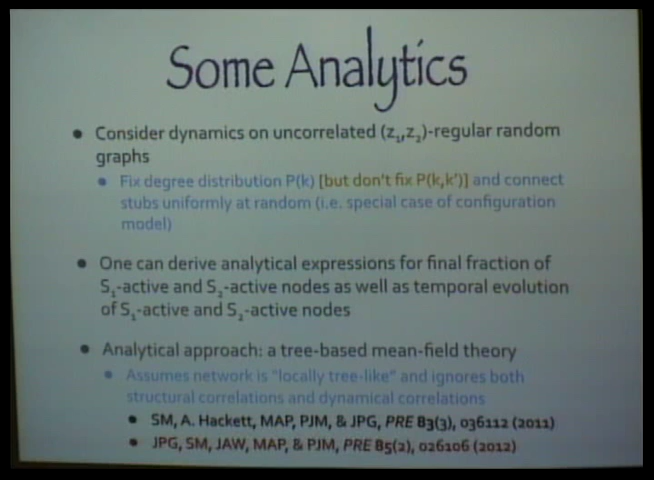 Some Analytics
• Consider dynamics on uncorrelated (z₁,z₂)-regular random
graphs
• Fix degree distribution P(k) [but don't fix P(k,k')] and connect
stubs uniformly at random (i.e. special case of configuration
model)
• One can derive analytical expressions for final fraction of
S₁-active and S₂-active nodes as well as temporal evolution
of S₁-active and S₂-active nodes
• Analytical approach: a tree-based mean-field theory
• Assumes network is "locally tree-like" and ignores both
structural correlations and dynamical correlations
• SM, A. Hackett, MAP, PJM, & JPG, PRE 83(3), 036112 (2011)
• JPG, SM, JAW, MAP, & PJM, PRE 85(2), 026106 (2012)